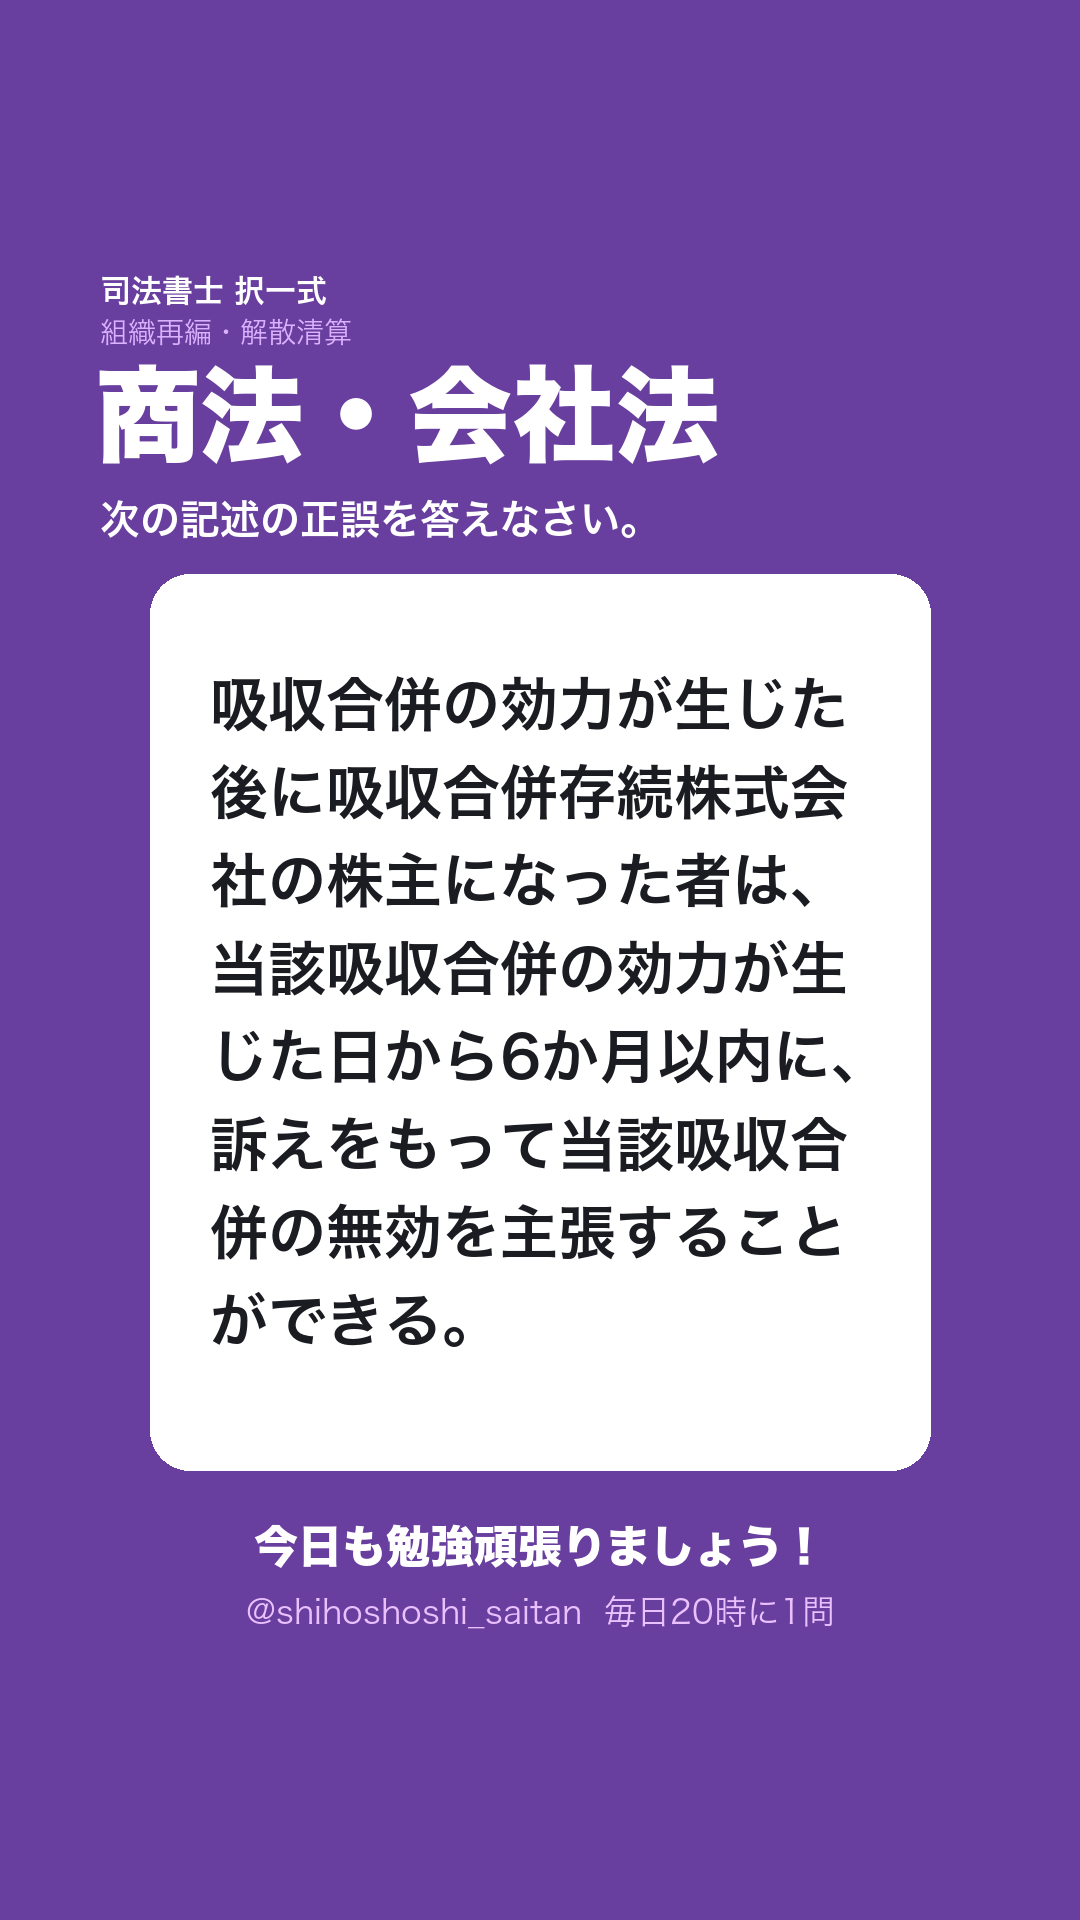 司法書士 択一式
組織再編・解散清算
商法・会社法
次の記述の正誤を答えなさい。
吸収合併の効力が生じた
後に吸収合併存続株式会
社の株主になった者は、
当該吸収合併の効力が生
じた日から6か月以内に、
訴えをもって当該吸収合
併の無効を主張すること
ができる。
今日も勉強頑張りましょう！
@shihoshoshi_saitan 毎日20時に1問